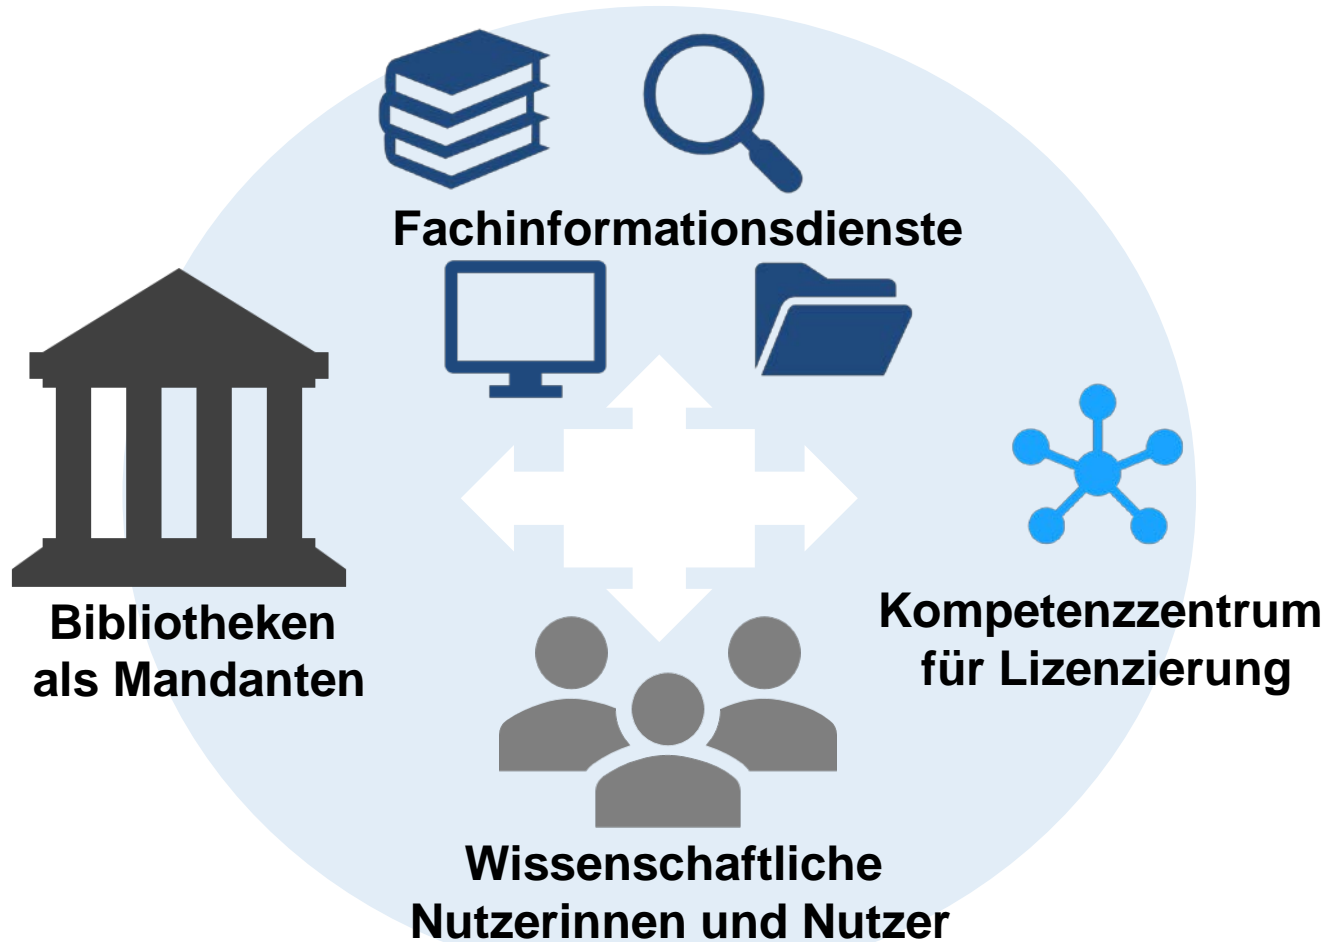 Fachinformationsdienste
Bibliotheken
als Mandanten
Kompetenzzentrum
für Lizenzierung
Wissenschaftliche
Nutzerinnen und Nutzer